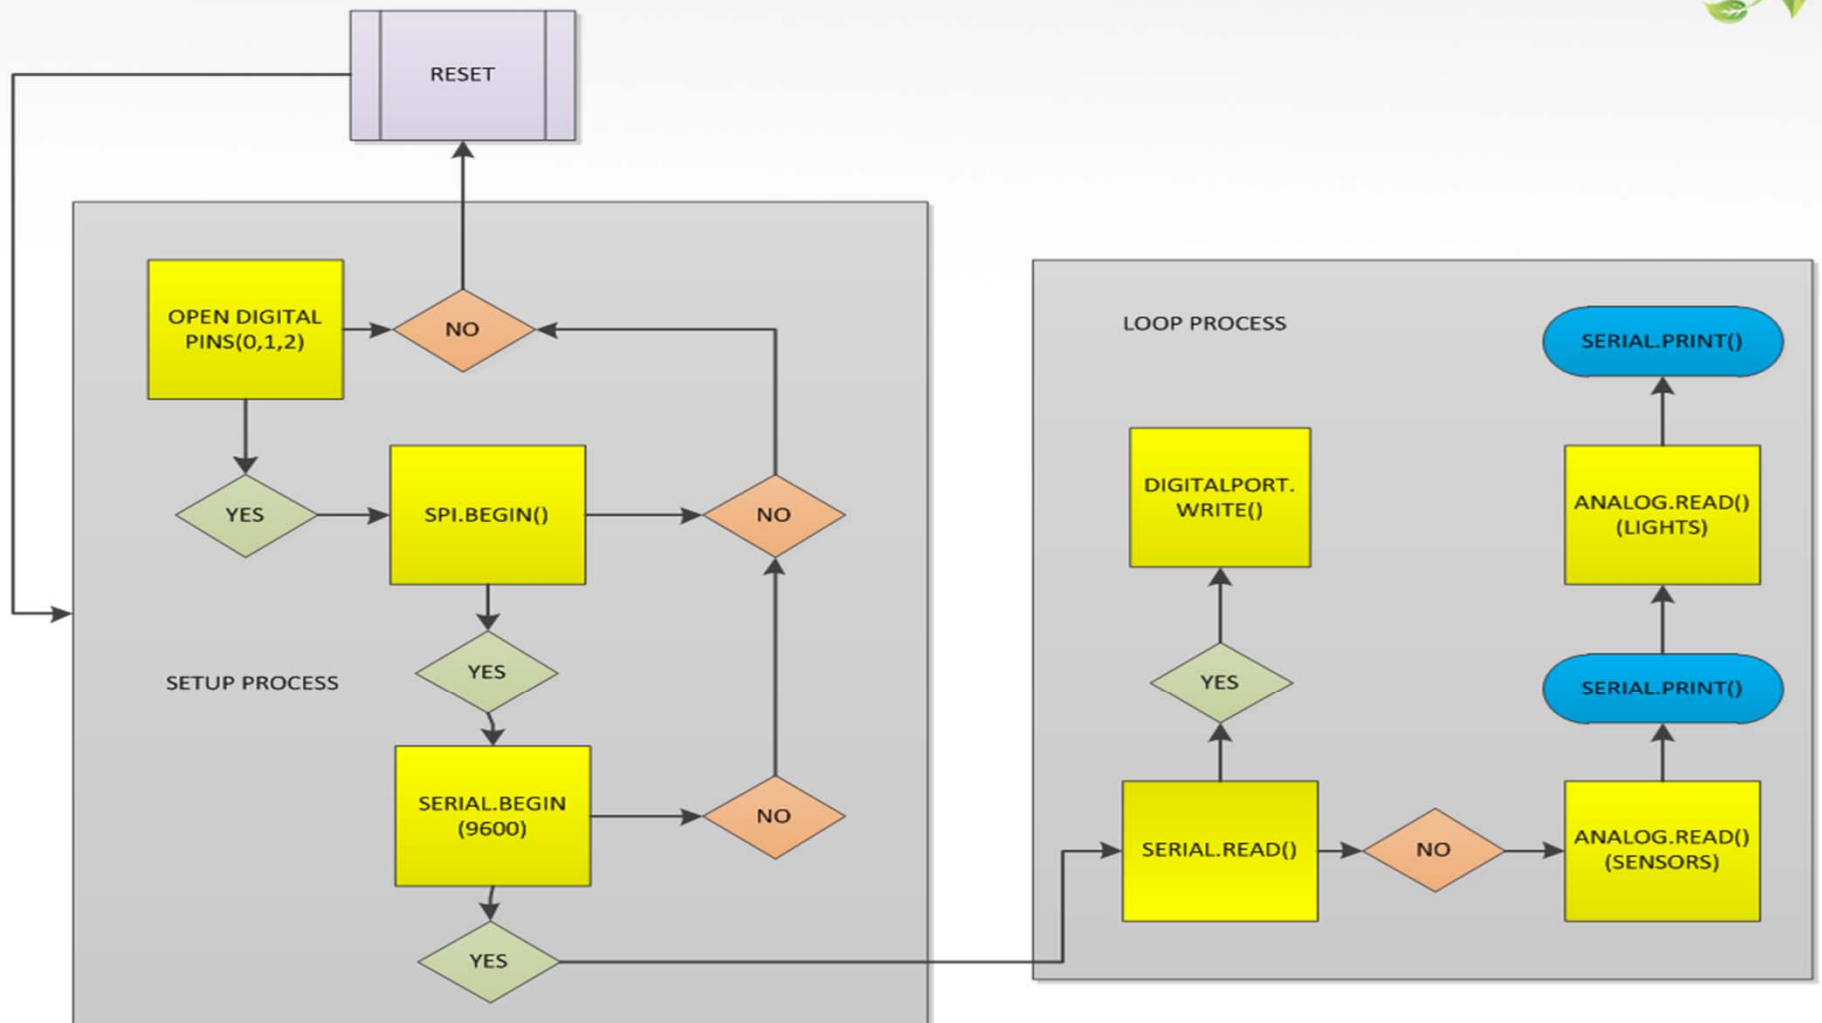 RESET
OPEN DIGITAL
PINS(0,1,2)
NO
YES
SPI.BEGIN()
NO
YES
SETUP PROCESS
SERIAL.BEGIN
(9600)
NO
YES
LOOP PROCESS
SERIAL.PRINT()
DIGITALPORT.
WRITE()
ANALOG.READ()
(LIGHTS)
YES
SERIAL.PRINT()
SERIAL.READ()
NO
ANALOG.READ()
(SENSORS)